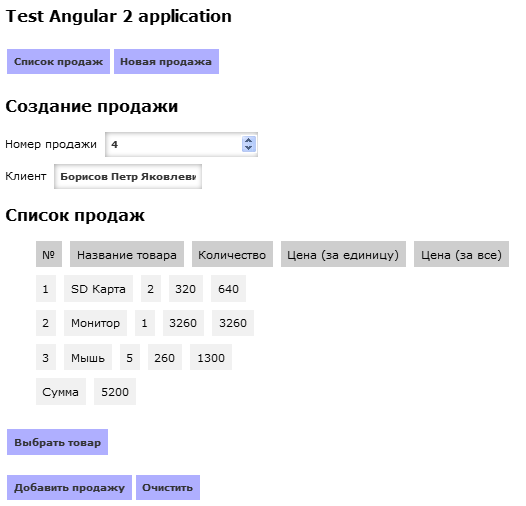 Test Angular 2 application
Список продаж Новая продажа
Создание продажи
Номер продажи 4
Клиент Борисов Петр Яковлеви
Список продаж
№ Название товара Количество Цена (за единицу) Цена (за все)
1 SD Карта 2 320 640
2 Монитор 1 3260 3260
3 Мышь 5 260 1300
Сумма 5200
Выбрать товар
Добавить продажу Очистить